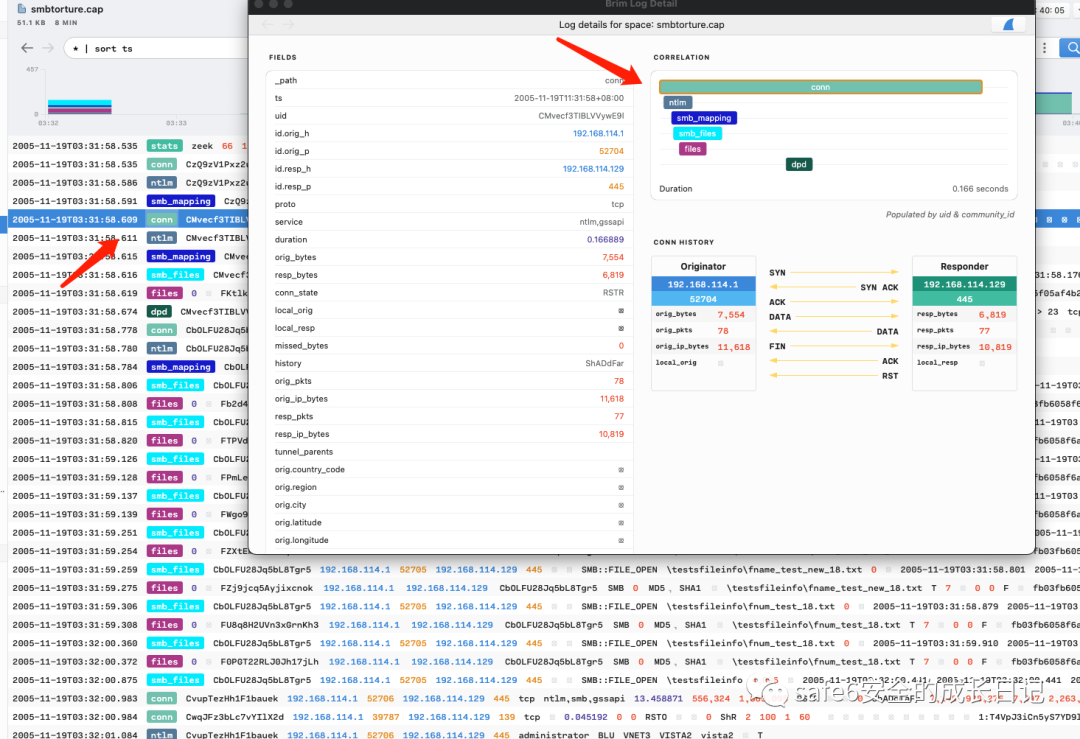 smbtorture.cap
51.1 KB 8 MIN
* | sort ts
457
0
03:32
03:33
Brim Log Detail
Log details for space: smbtorture.cap
:40:05
FIELDS
_path conn
ts 2005-11-19T11:31:58+08:00
uid CMvecf3TIBLVVywE9l
id.orig_h 192.168.114.1
id.orig_p 52704
id.resp_h 192.168.114.129
id.resp_p 445
proto tcp
service ntlm,gssapi
duration 0.166889
orig_bytes 7,554
resp_bytes 6,819
conn_state RSTR
local_orig
local_resp
missed_bytes 0
history ShADdFar
orig_pkts 78
orig_ip_bytes 11,618
resp_pkts 77
resp_ip_bytes 10,819
tunnel_parents
orig.country_code
orig.region
orig.city
orig.latitude
orig.longitude
CORRELATION
conn
ntlm
smb_mapping
smb_files
files
dpd
Duration 0.166 seconds
Populated by uid & community_id
CONN HISTORY
Originator
192.168.114.1
52704
orig_bytes 7,554
orig_pkts 78
orig_ip_bytes 11,618
local_orig
SYN
SYN ACK
ACK
DATA
DATA
FIN
ACK
RST
Responder
192.168.114.129
445
resp_bytes 6,819
resp_pkts 77
resp_ip_bytes 10,819
local_resp
2005-11-19T03:31:58.535 stats zeek 66
2005-11-19T03:31:58.535 conn CzQ9zV1Pxz2
2005-11-19T03:31:58.586 ntlm CzQ9zV1Pxz2
2005-11-19T03:31:58.591 smb_mapping CzQ9z
2005-11-19T03:31:58.609 conn CMvecf3TIBLV
2005-11-19T03:31:58.611 ntlm CMvecf3TIBLV
2005-11-19T03:31:58.615 smb_mapping CMve
2005-11-19T03:31:58.616 smb_files CMvecf3
2005-11-19T03:31:58.619 files 0 FKtlk
2005-11-19T03:31:58.674 dpd CMvecf3TIBLVV > 23 tcp
2005-11-19T03:31:58.778 conn CbOLFU28Jq5
2005-11-19T03:31:58.780 ntlm CbOLFU28Jq5
2005-11-19T03:31:58.784 smb_mapping CbOL
2005-11-19T03:31:58.806 smb_files CbOLFU2
2005-11-19T03:31:58.808 files 0 Fb2d4
2005-11-19T03:31:58.815 smb_files CbOLFU2
2005-11-19T03:31:58.820 files 0 FTPVd
2005-11-19T03:31:59.126 smb_files CbOLFU2
2005-11-19T03:31:59.128 files 0 FPmLe
2005-11-19T03:31:59.137 smb_files CbOLFU2
2005-11-19T03:31:59.139 files 0 FWgo9
2005-11-19T03:31:59.251 smb_files CbOLFU2
2005-11-19T03:31:59.254 files 0 FZXtE
2005-11-19T03:31:59.259 smb_files CbOLFU28Jq5bL8Tgr5 192.168.114.1 52705 192.168.114.129 445 SMB::FILE_OPEN \testsfileinfo\fname_test_new_18.txt 0 2005-11-19T03:31:58.801 2005-11-19T03
2005-11-19T03:31:59.275 files 0 FZj9jcq5Ayjixcnok 192.168.114.1 192.168.114.129 CbOLFU28Jq5bL8Tgr5 SMB 0 MD5、SHA1 \testsfileinfo\fname_test_new_18.txt T 7 0 0 F fb03fb6058f6a
2005-11-19T03:31:59.306 smb_files CbOLFU28Jq5bL8Tgr5 192.168.114.1 52705 192.168.114.129 445 SMB::FILE_OPEN \testsfileinfo\fnum_test_18.txt 0 2005-11-19T03:31:58.879 2005-11-19T03
2005-11-19T03:31:59.308 files 0 FU8q8H2UVn3xGrnKh3 192.168.114.1 192.168.114.129 CbOLFU28Jq5bL8Tgr5 SMB 0 MD5、SHA1 \testsfileinfo\fnum_test_18.txt T 7 0 0 F fb03fb6058f6a
2005-11-19T03:32:00.360 smb_files CbOLFU28Jq5bL8Tgr5 192.168.114.1 52705 192.168.114.129 445 SMB::FILE_OPEN \testsfileinfo\fnum_test_18.txt 0 2005-11-19T03:31:59.910 2005-11-19T03
2005-11-19T03:32:00.372 files 0 F0PGT22RLJ0Jh17jLh 192.168.114.1 192.168.114.129 CbOLFU28Jq5bL8Tgr5 SMB 0 MD5、SHA1 \testsfileinfo\fnum_test_18.txt T 7 0 0 F fb03fb6058f6a
2005-11-19T03:32:00.875 smb_files CbOLFU28Jq5bL8Tgr5 192.168.114.1 52705 192.168.114.129 445 SMB::FILE_OPEN
2005-11-19T03:32:00.983 conn CvupTezHh1F1bauek 192.168.114.1 52706 192.168.114.129 445 tcp ntlm,smb,gssapi 13.458871 556,324
safe6安全的成长日记
2005-11-19T03:32:00.984 conn CwqJFz3bLc7vYIlX2d 192.168.114.1 39787 192.168.114.129 139 tcp 0.045192 0 0 RSTO 0 ShR 2 100 1 60
2005-11-19T03:32:01.084 ntlm CvupTezHh1F1bauek 192.168.114.1 52706 192.168.114.129 445 administrator BLU VNET3 VISTA2 vista2 T